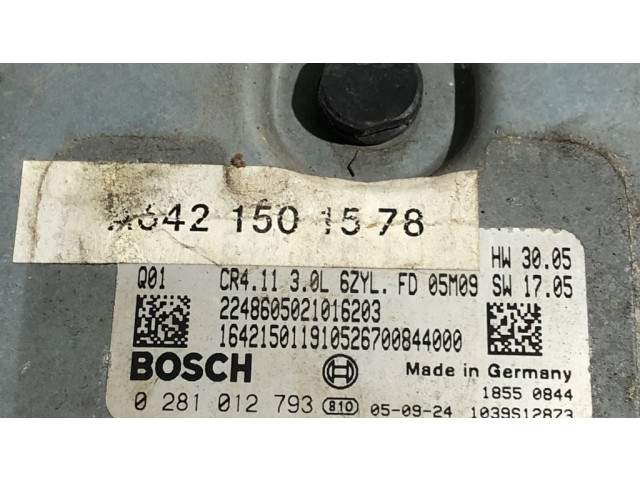 A642 150 15 78
HW 30.05
Q01 CR4.11 3.0L 6ZYL. FD 05M09 SW 17.05
2248605021016203
164215011910526700844000
BOSCH Made in Germany
1855 0844
0 281 012 793 810 05-09-24 1039S12873